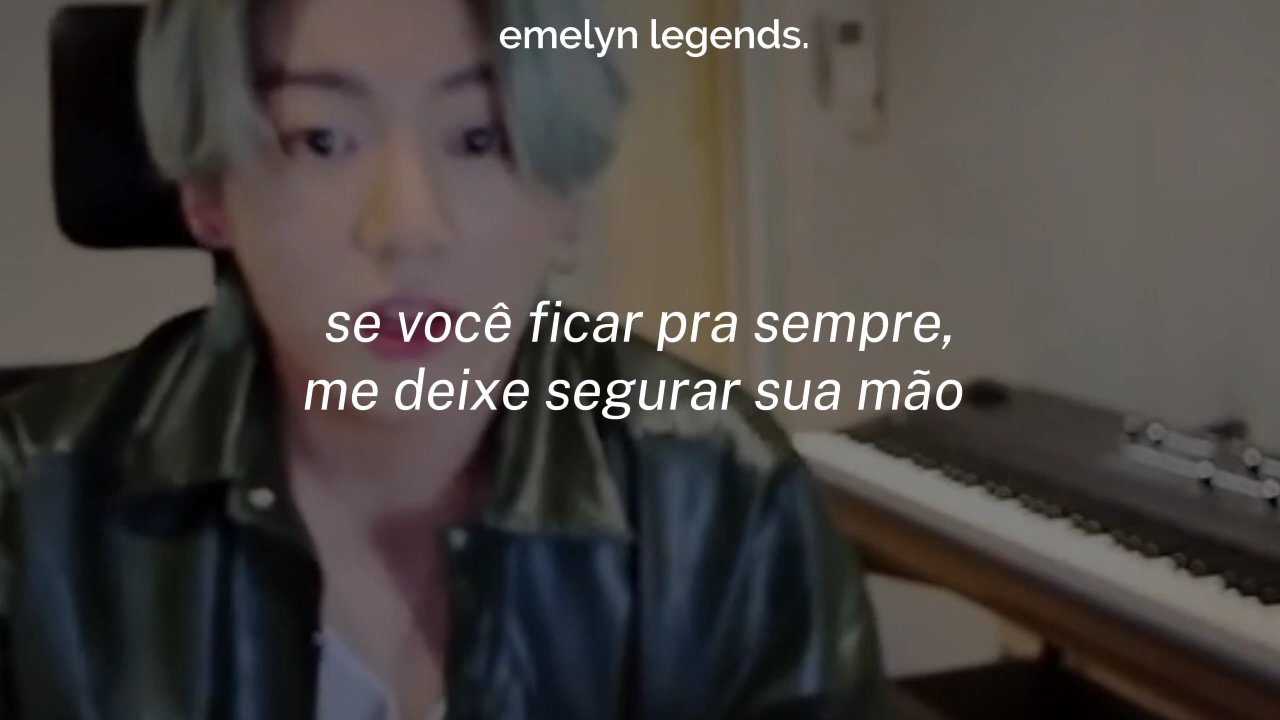 emelyn legends.
se você ficar pra sempre,
me deixe segurar sua mão